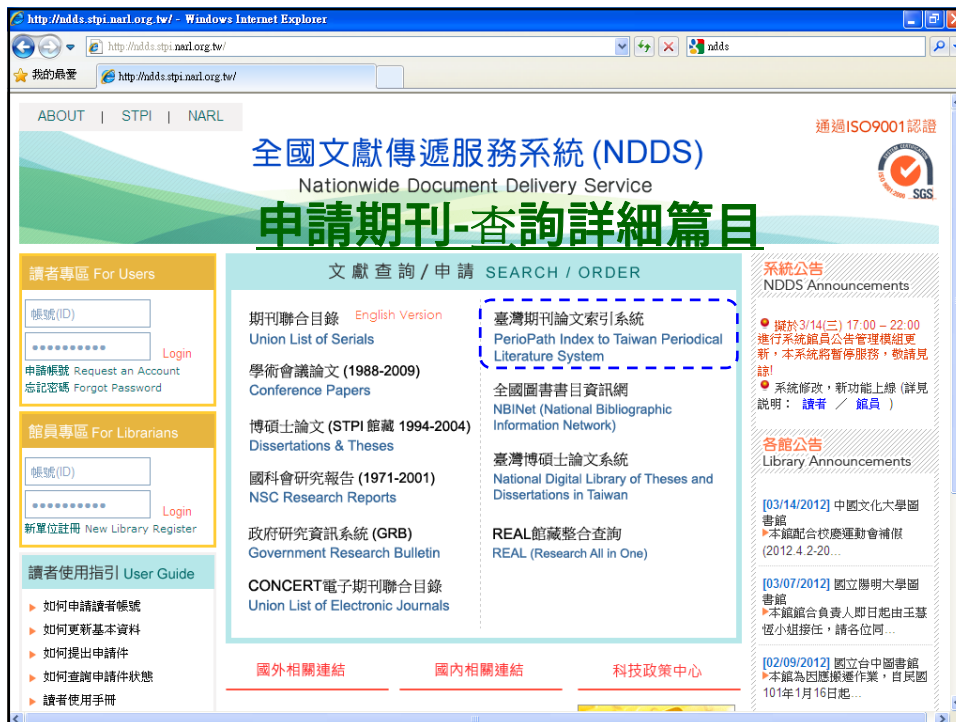 http://ndds.stpi.narl.org.tw/ - Windows Internet Explorer
http://ndds.stpi.narl.org.tw/
ndds
我的最愛
http://ndds.stpi.narl.org.tw/
ABOUT | STPI | NARL
通過ISO9001認證
全國文獻傳遞服務系統 (NDDS)
Nationwide Document Delivery Service
SGS
申請期刊-查詢詳細篇目
讀者專區 For Users
帳號(ID)
Login
申請帳號 Request an Account
忘記密碼 Forgot Password
館員專區 For Librarians
帳號(ID)
Login
新單位註冊 New Library Register
讀者使用指引 User Guide
如何申請讀者帳號
如何更新基本資料
如何提出申請件
如何查詢申請件狀態
讀者使用手冊
文獻查詢/申請 SEARCH / ORDER
期刊聯合目錄 English Version
Union List of Serials
學術會議論文 (1988-2009)
Conference Papers
博碩士論文 (STPI 館藏 1994-2004)
Dissertations & Theses
國科會研究報告 (1971-2001)
NSC Research Reports
政府研究資訊系統 (GRB)
Government Research Bulletin
CONCERT電子期刊聯合目錄
Union List of Electronic Journals
臺灣期刊論文索引系統
PerioPath Index to Taiwan Periodical
Literature System
全國圖書書目資訊網
NBINet (National Bibliographic
Information Network)
臺灣博碩士論文系統
National Digital Library of Theses and
Dissertations in Taiwan
REAL館藏整合查詢
REAL (Research All in One)
國外相關連結
國內相關連結
科技政策中心
系統公告
NDDS Announcements
擬於3/14(三) 17:00 – 22:00
進行系統館員公告管理模組更
新，本系統將暫停服務，敬請見
諒!
系統修改，新功能上線 (詳見
說明： 讀者 ／ 館員 )
各館公告
Library Announcements
[03/14/2012] 中國文化大學圖
書館
本館配合校慶運動會補假
(2012.4.2-20...
[03/07/2012] 國立陽明大學圖
書館
本館館合負責人即日起由王慧
恆小姐接任，請各位同...
[02/09/2012] 國立台中圖書館
本館為因應搬遷作業，自民國
101年1月16日起...